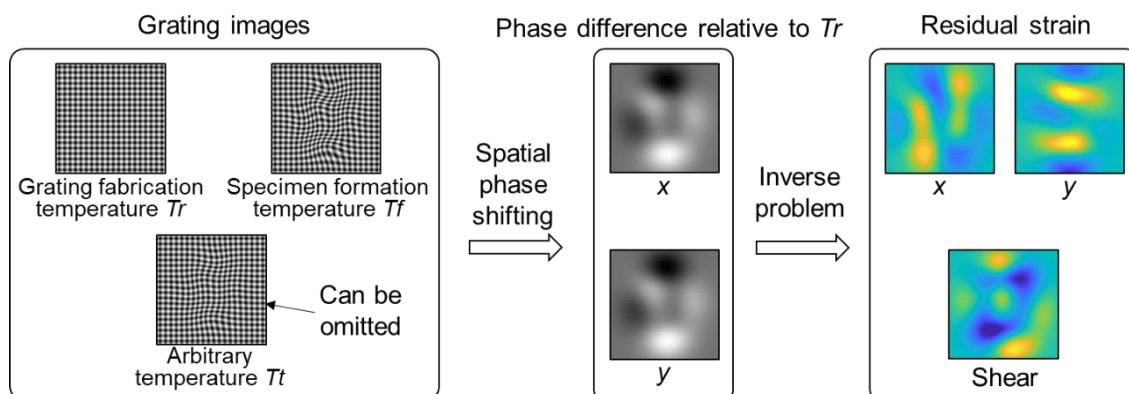 Grating images
Grating fabrication
temperature Tr
Specimen formation
temperature Tf
Can be
omitted
Arbitrary
temperature Tt
Spatial
phase
shifting
Phase difference relative to Tr
x
y
Inverse
problem
Residual strain
x
y
Shear